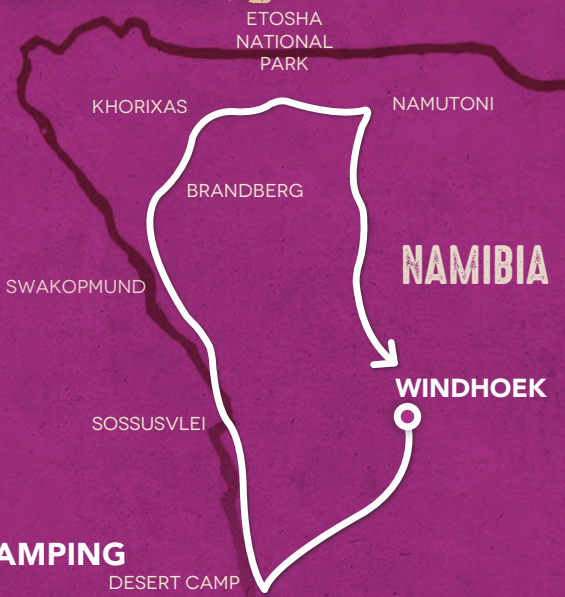 ETOSHA
NATIONAL
PARK
KHORIXAS
NAMUTONI
BRANDBERG
NAMIBIA
SWAKOPMUND
WINDHOEK
SOSSUSVLEI
AMPING
DESERT CAMP